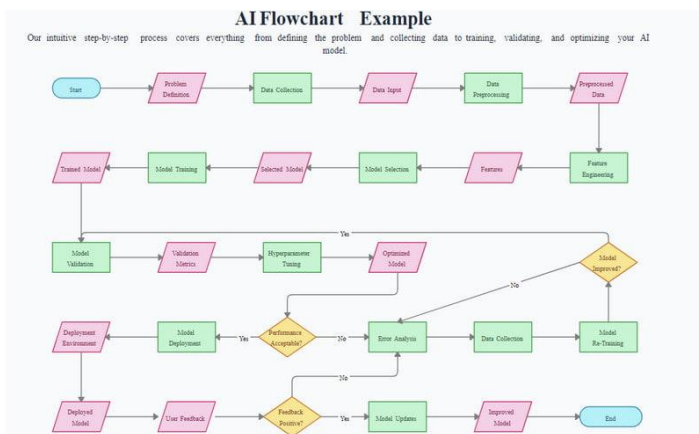 AI Flowchart Example
Our intuitive step-by-step process covers everything from defining the problem and collecting data to training, validating, and optimizing your AI
model.
Start
Problem
Definition
Data Collection
Data Input
Data
Preprocessing
Preprocessed
Data
Trained Model
Model Training
Selected Model
Model Selection
Features
Feature
Engineering
Yes
Model
Validation
Validation
Metrics
Hyperparameter
Tuning
Optimized
Model
Model
Improved?
No
Deployment
Environment
Model
Deployment
Yes
Performance
Acceptable?
No
Error Analysis
Data Collection
Model
Re-Training
No
Deployed
Model
User Feedback
Feedback
Positive?
Yes
Model Updates
Improved
Model
End